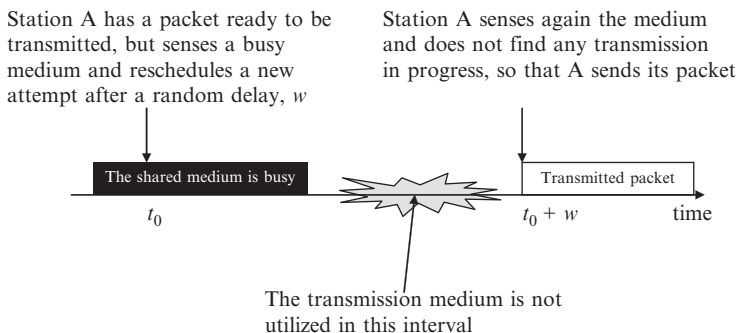 Station A has a packet ready to be
transmitted, but senses a busy
medium and reschedules a new
attempt after a random delay, w
Station A senses again the medium
and does not find any transmission
in progress, so that A sends its packet
The shared medium is busy
Transmitted packet
t0
t0 + w
time
The transmission medium is not
utilized in this interval